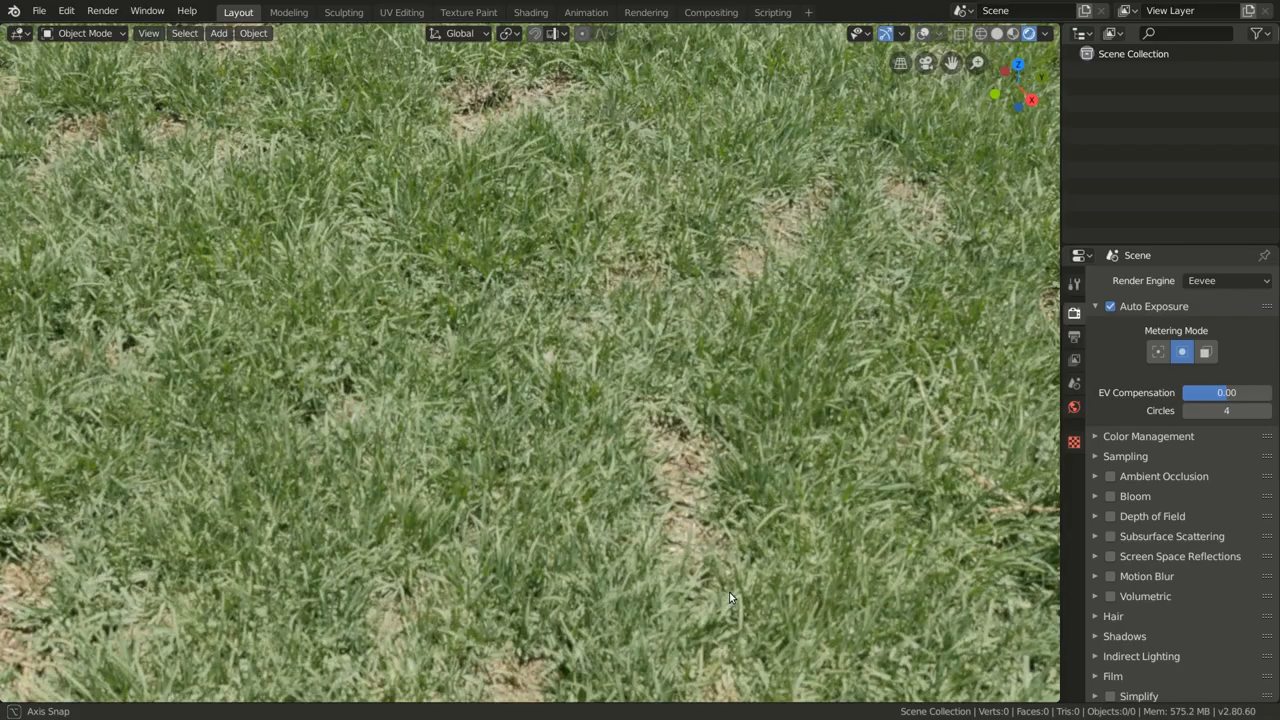 File Edit Render Window Help Layout Modeling Sculpting UV Editing Texture Paint Shading Animation Rendering Compositing Scripting + Scene View Layer
Object Mode View Select Add Object Global
Scene Collection
Z
Y
X
Scene
Render Engine Eevee
Auto Exposure
Metering Mode
EV Compensation 0.00
Circles 4
Color Management
Sampling
Ambient Occlusion
Bloom
Depth of Field
Subsurface Scattering
Screen Space Reflections
Motion Blur
Volumetric
Hair
Shadows
Indirect Lighting
Film
Simplify
Axis Snap Scene Collection | Verts:0 | Faces:0 | Tris:0 | Objects:0/0 | Mem: 575.2 MB | v2.80.60